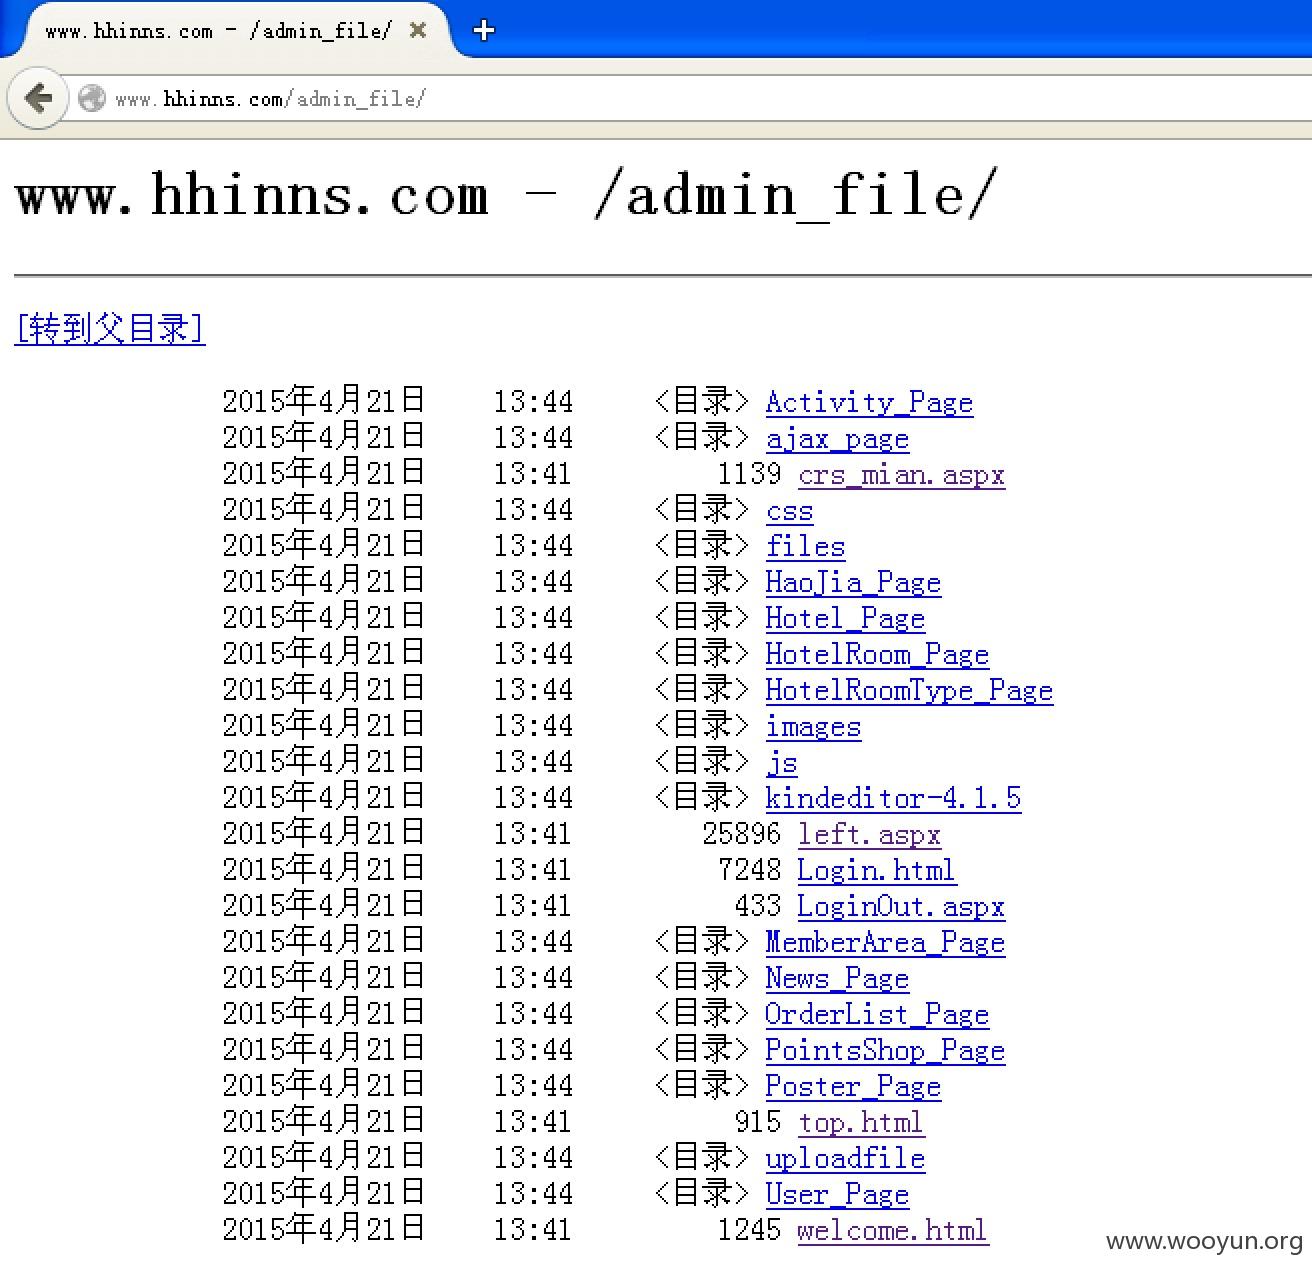 www.hhinns.com - /admin_file/
www.hhinns.com/admin_file/
www.hhinns.com - /admin_file/
[转到父目录]
2015年4月21日 13:44 <目录> Activity_Page
2015年4月21日 13:44 <目录> ajax_page
2015年4月21日 13:41 1139 crs_mian.aspx
2015年4月21日 13:44 <目录> css
2015年4月21日 13:44 <目录> files
2015年4月21日 13:44 <目录> HaoJia_Page
2015年4月21日 13:44 <目录> Hotel_Page
2015年4月21日 13:44 <目录> HotelRoom_Page
2015年4月21日 13:44 <目录> HotelRoomType_Page
2015年4月21日 13:44 <目录> images
2015年4月21日 13:44 <目录> js
2015年4月21日 13:44 <目录> kindeditor-4.1.5
2015年4月21日 13:41 25896 left.aspx
2015年4月21日 13:41 7248 Login.html
2015年4月21日 13:41 433 LoginOut.aspx
2015年4月21日 13:44 <目录> MemberArea_Page
2015年4月21日 13:44 <目录> News_Page
2015年4月21日 13:44 <目录> OrderList_Page
2015年4月21日 13:44 <目录> PointsShop_Page
2015年4月21日 13:44 <目录> Poster_Page
2015年4月21日 13:41 915 top.html
2015年4月21日 13:44 <目录> uploadfile
2015年4月21日 13:44 <目录> User_Page
2015年4月21日 13:41 1245 welcome.html
www.wooyun.org